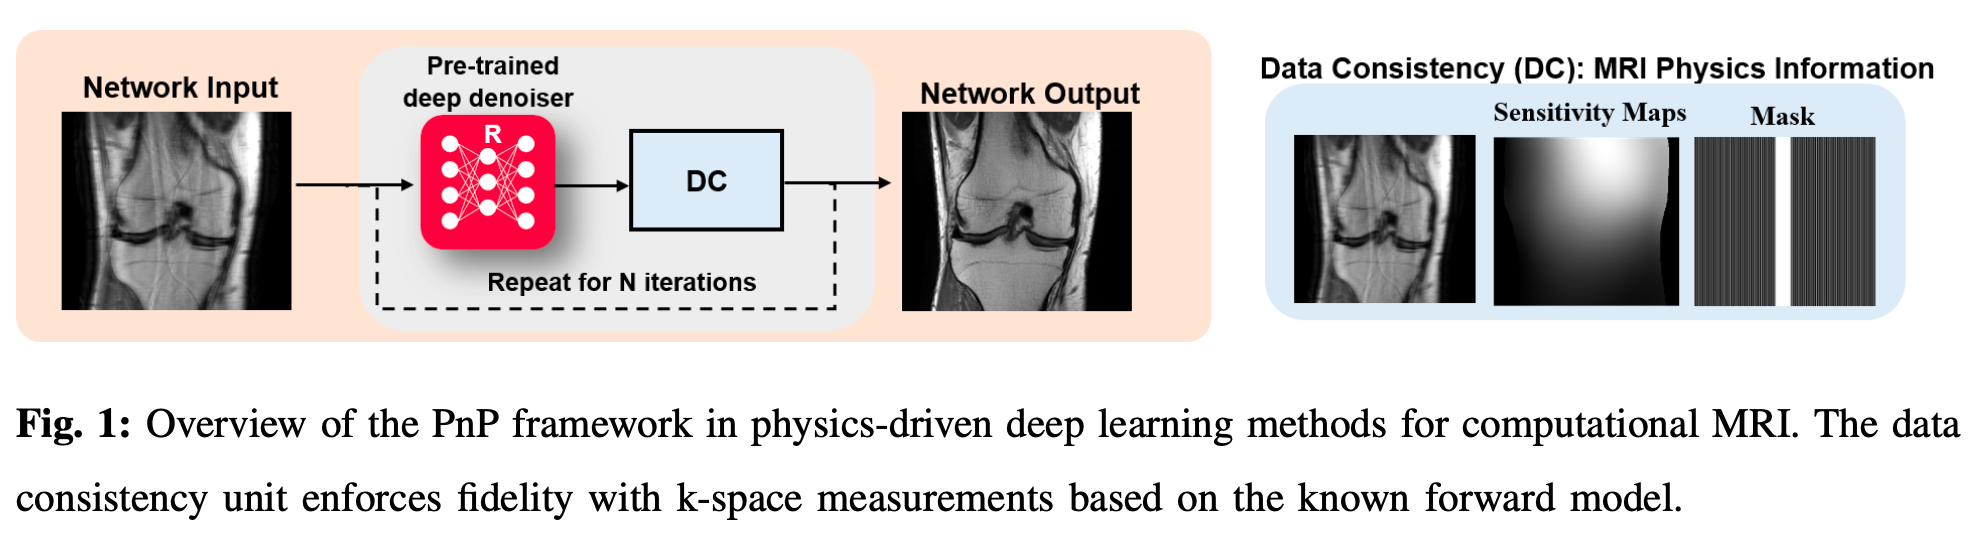 Network Input
Pre-trained
deep denoiser
R
DC
Repeat for N iterations
Network Output
Data Consistency (DC): MRI Physics Information
Sensitivity Maps
Mask
Fig. 1: Overview of the PnP framework in physics-driven deep learning methods for computational MRI. The data
consistency unit enforces fidelity with k-space measurements based on the known forward model.